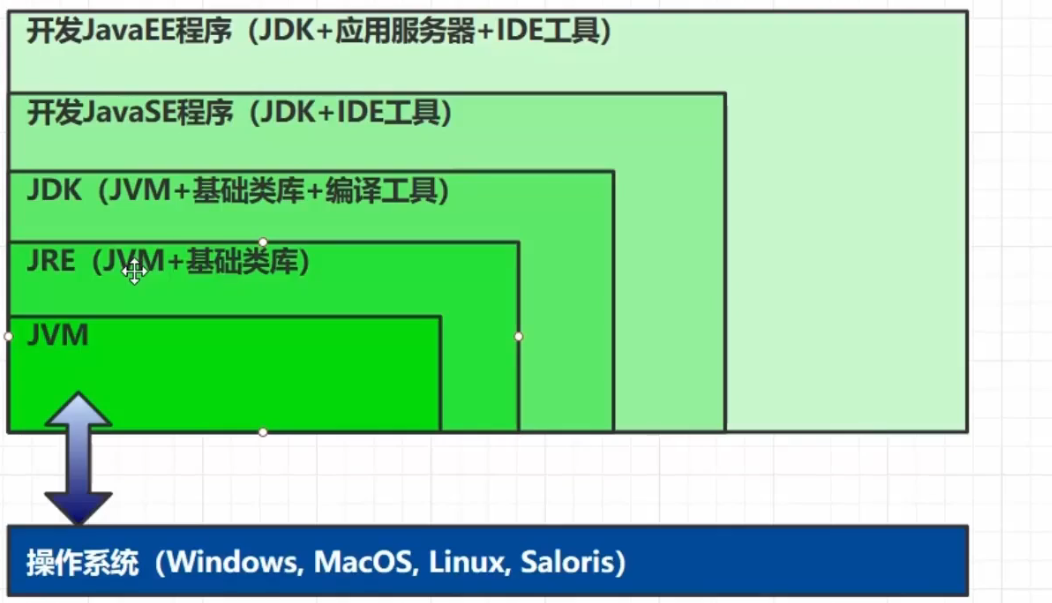 开发JavaEE程序（JDK+应用服务器+IDE工具）
开发JavaSE程序（JDK+IDE工具）
JDK（JVM+基础类库+编译工具）
JRE（JVM+基础类库）
JVM
操作系统（Windows, MacOS, Linux, Saloris）